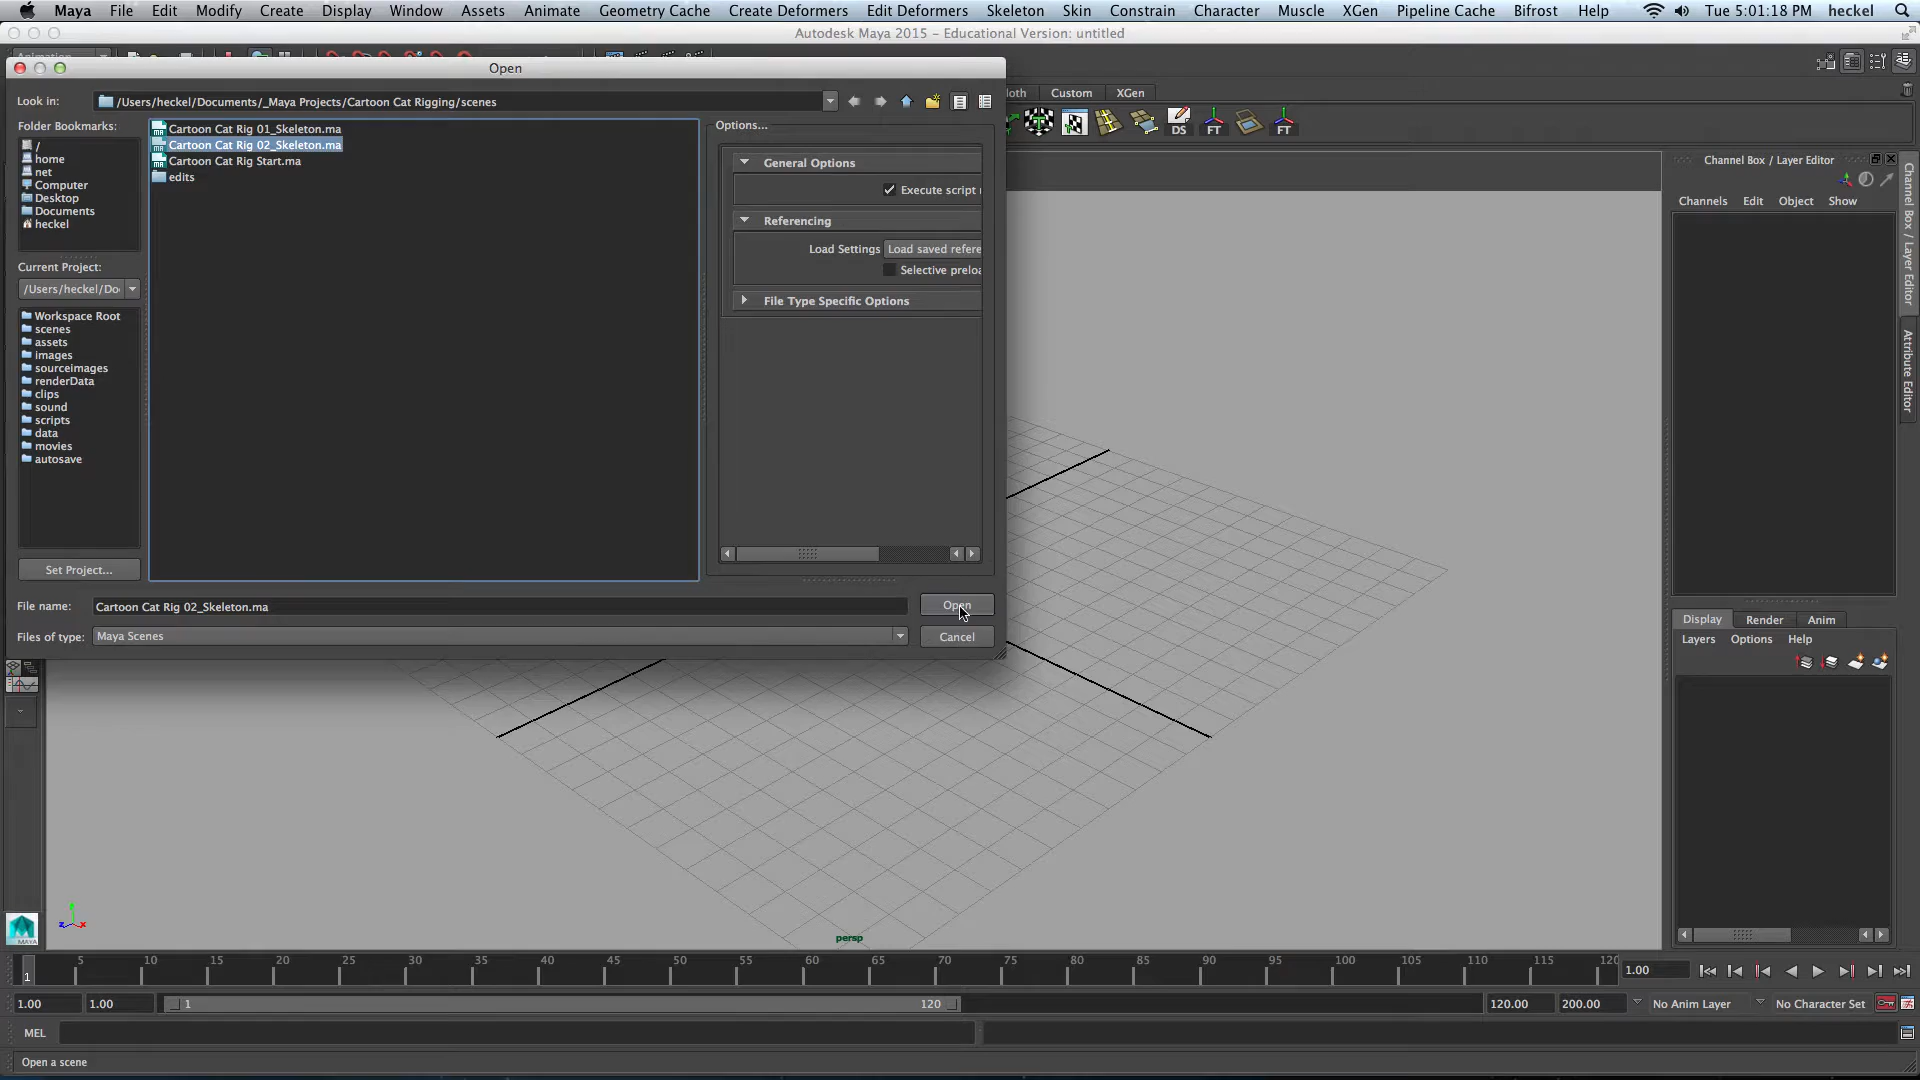 Maya File Edit Modify Create Display Window Assets Animate Geometry Cache Create Deformers Edit Deformers Skeleton Skin Constrain Character Muscle XGen Pipeline Cache Bifrost Help Tue 5:01:18 PM heckel
Autodesk Maya 2015 – Educational Version: untitled
Open
Look in: /Users/heckel/Documents/_Maya Projects/Cartoon Cat Rigging/scenes
Custom XGen
Folder Bookmarks:
/
home
net
Computer
Desktop
Documents
heckel
Cartoon Cat Rig 01_Skeleton.ma
Cartoon Cat Rig 02_Skeleton.ma
Cartoon Cat Rig Start.ma
edits
Options...
General Options
Execute script
Referencing
Load Settings Load saved refere
Selective preloa
File Type Specific Options
DS FT FT
Current Project:
/Users/heckel/Do
Workspace Root
scenes
assets
images
sourceimages
renderData
clips
sound
scripts
data
movies
autosave
Set Project...
File name: Cartoon Cat Rig 02_Skeleton.ma Open
Files of type: Maya Scenes Cancel
Channel Box / Layer Editor
Channels Edit Object Show
Channel Box / Layer Editor
Attribute Editor
Display Render Anim
Layers Options Help
MAYA
z x
persp
5 10 15 20 25 30 35 40 45 50 55 60 65 70 75 80 85 90 95 100 105 110 115 120
1
1.00
1.00 1.00 1 120 120.00 200.00 No Anim Layer No Character Set
MEL
Open a scene